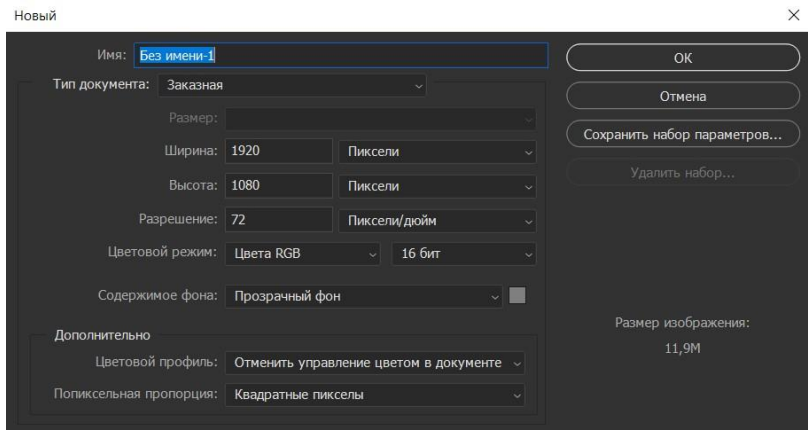 Новый
Имя: Без имени-1
Тип документа: Заказная
Размер:
Ширина: 1920 Пиксели
Высота: 1080 Пиксели
Разрешение: 72 Пиксели/дюйм
Цветовой режим: Цвета RGB 16 бит
Содержимое фона: Прозрачный фон
Дополнительно
Цветовой профиль: Отменить управление цветом в документе
Попиксельная пропорция: Квадратные пикселы
ОК
Отмена
Сохранить набор параметров...
Удалить набор...
Размер изображения:
11,9M